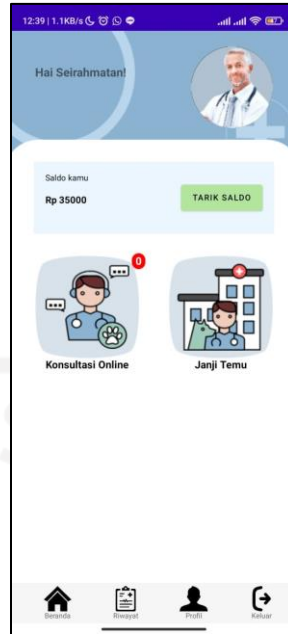 12:39 | 1.1KB/s
Hai Seirahmatan!
Saldo kamu
Rp 35000
TARIK SALDO
0
Konsultasi Online
Janji Temu
Beranda
Riwayat
Profil
Keluar